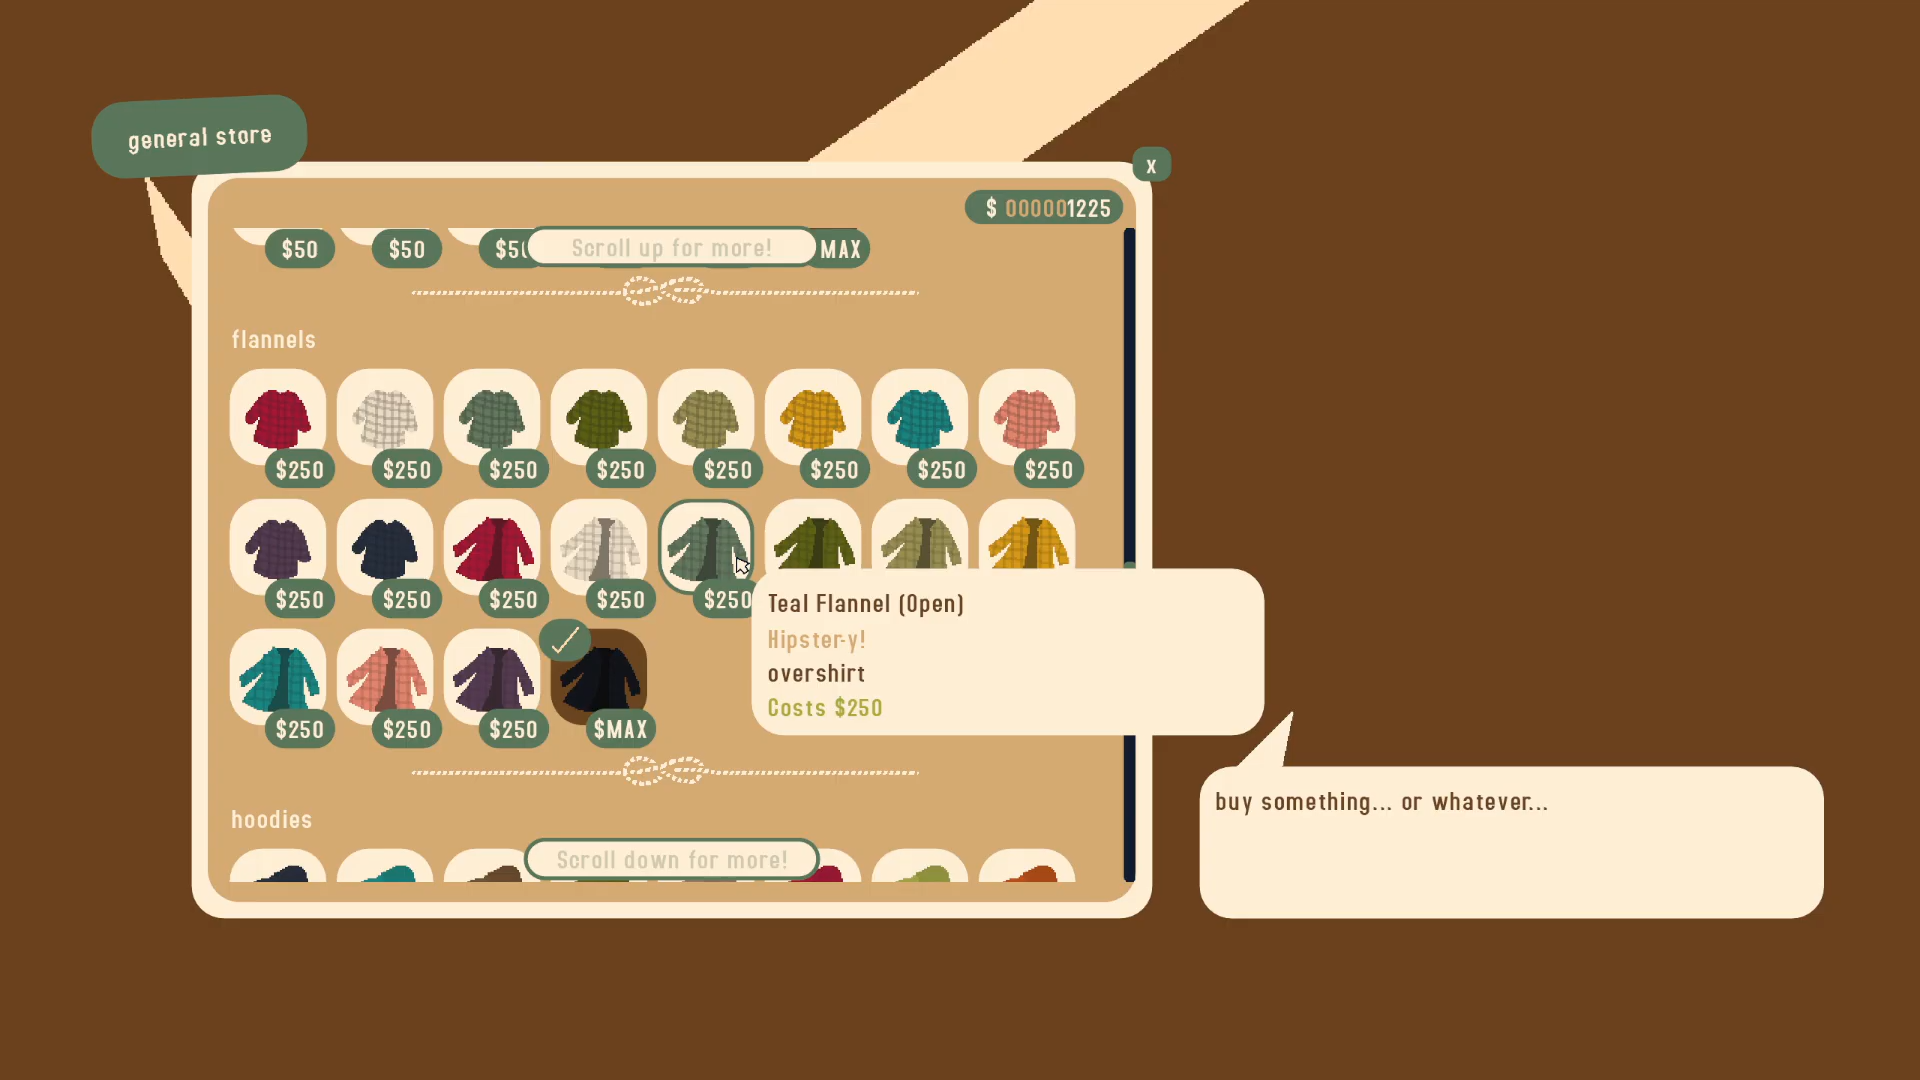 general store
x
$ 000001225
$50
$50
Scroll up for more!
MAX
flannels
$250
$250
$250
$250
$250
$250
$250
$250
$250
$250
$250
$250
$250
Teal Flannel (Open)
Hipster-y!
overshirt
Costs $250
$250
$250
$250
$MAX
buy something... or whatever...
hoodies
Scroll down for more!